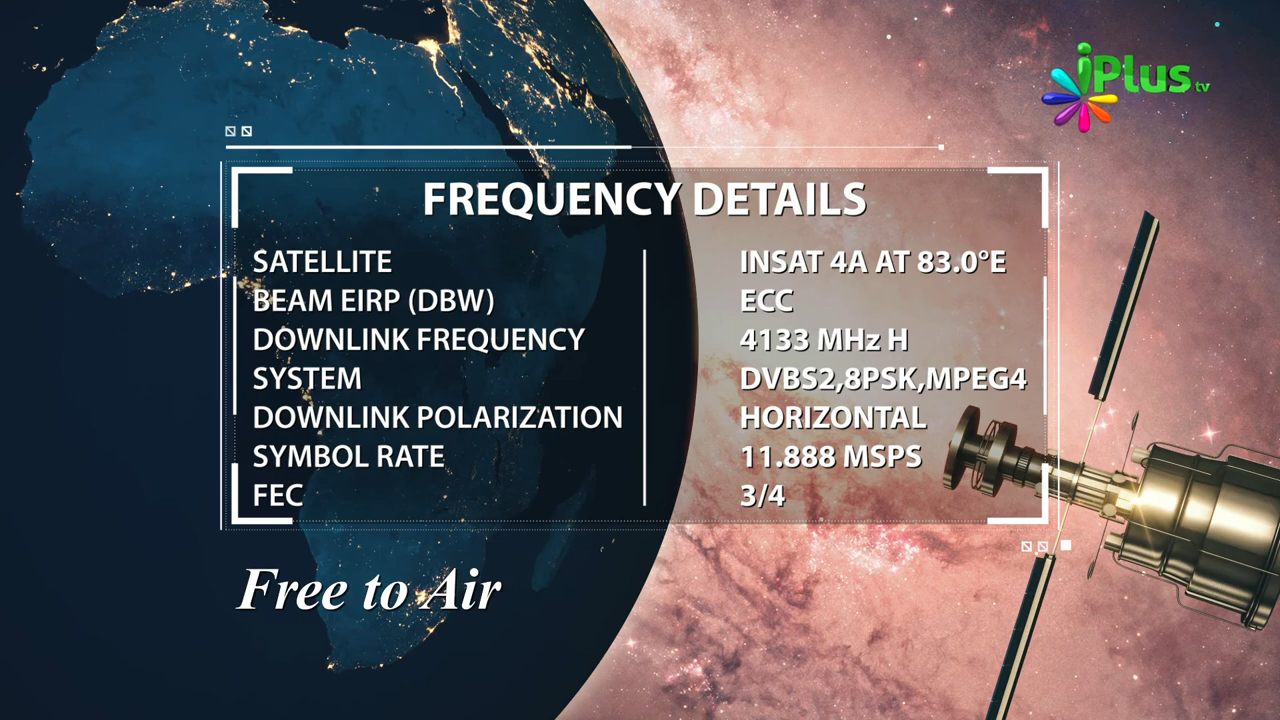 iPlus tv
FREQUENCY DETAILS
SATELLITE INSAT 4A AT 83.0°E
BEAM EIRP (DBW) ECC
DOWNLINK FREQUENCY 4133 MHz H
SYSTEM DVBS2,8PSK,MPEG4
DOWNLINK POLARIZATION HORIZONTAL
SYMBOL RATE 11.888 MSPS
FEC 3/4
Free to Air